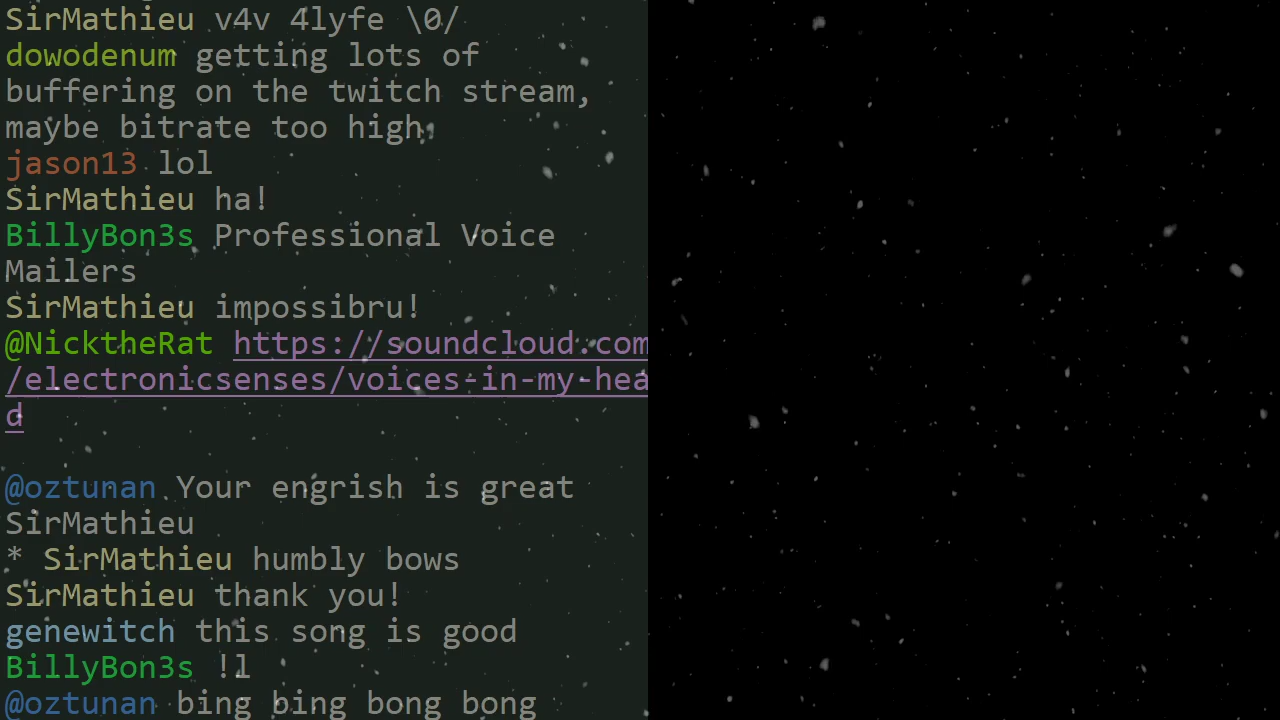 SirMathieu v4v 4lyfe \0/
dowodenum getting lots of
buffering on the twitch stream,
maybe bitrate too high
jason13 lol
SirMathieu ha!
BillyBon3s Professional Voice
Mailers
SirMathieu impossibru!
@NicktheRat https://soundcloud.com
/electronicsenses/voices-in-my-hea
d
@oztunan Your engrish is great
SirMathieu
* SirMathieu humbly bows
SirMathieu thank you!
genewitch this song is good
BillyBon3s !l
@oztunan bing bing bong bong